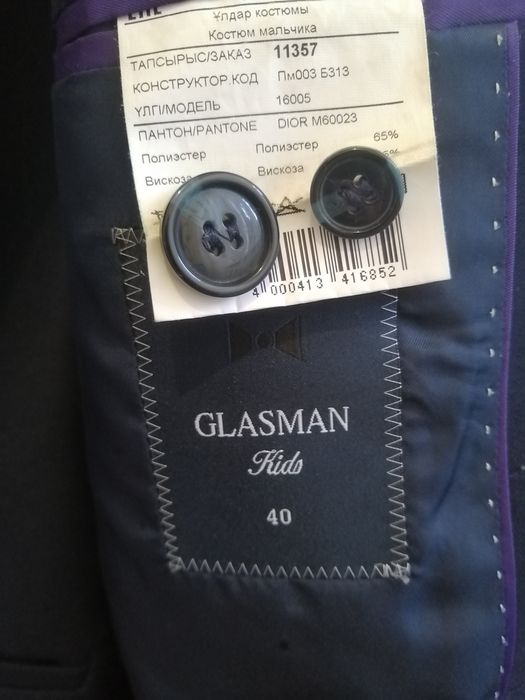 Ұлдар костюмы
Костюм мальчика
ТАПСЫРЫС/ЗАКАЗ 11357
КОНСТРУКТОР.КОД Пм003 Б313
ҮЛГІ/МОДЕЛЬ 16005
ПАНТОН/PANTONE DIOR M60023
Полиэстер Полиэстер 65%
Вискоза Вискоза
4 000413 416852
GLASMAN
Kids
40